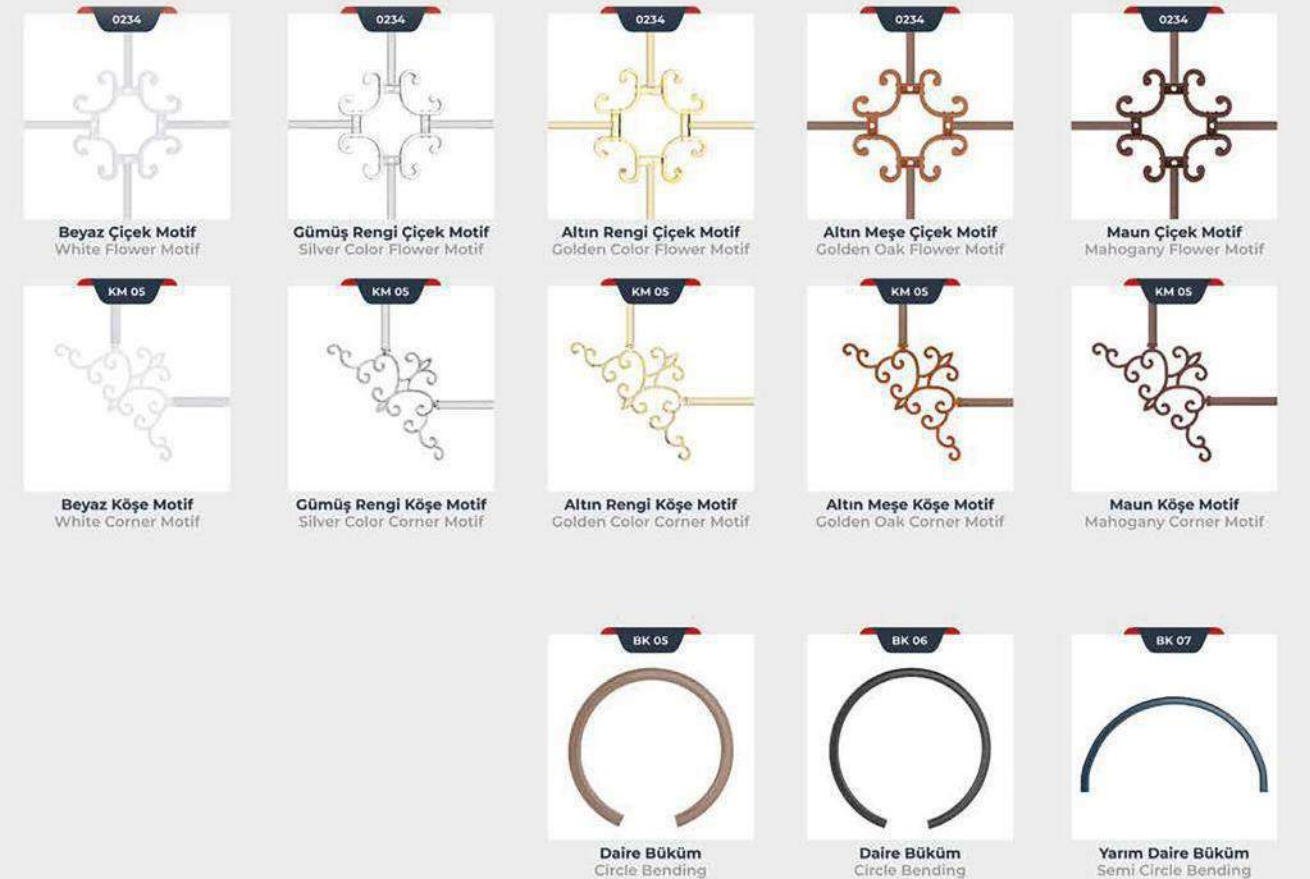 0234
0234
0234
0234
0234
Beyaz Çiçek Motif
White Flower Motif
Gümüş Rengi Çiçek Motif
Silver Color Flower Motif
Altın Rengi Çiçek Motif
Golden Color Flower Motif
Altın Meşe Çiçek Motif
Golden Oak Flower Motif
Maun Çiçek Motif
Mahogany Flower Motif
KM 05
KM 05
KM 05
KM 05
KM 05
Beyaz Köşe Motif
White Corner Motif
Gümüş Rengi Köşe Motif
Silver Color Corner Motif
Altın Rengi Köşe Motif
Golden Color Corner Motif
Altın Meşe Köşe Motif
Golden Oak Corner Motif
Maun Köşe Motif
Mahogany Corner Motif
BK 05
BK 06
BK 07
Daire Büküm
Circle Bending
Daire Büküm
Circle Bending
Yarım Daire Büküm
Semi Circle Bending